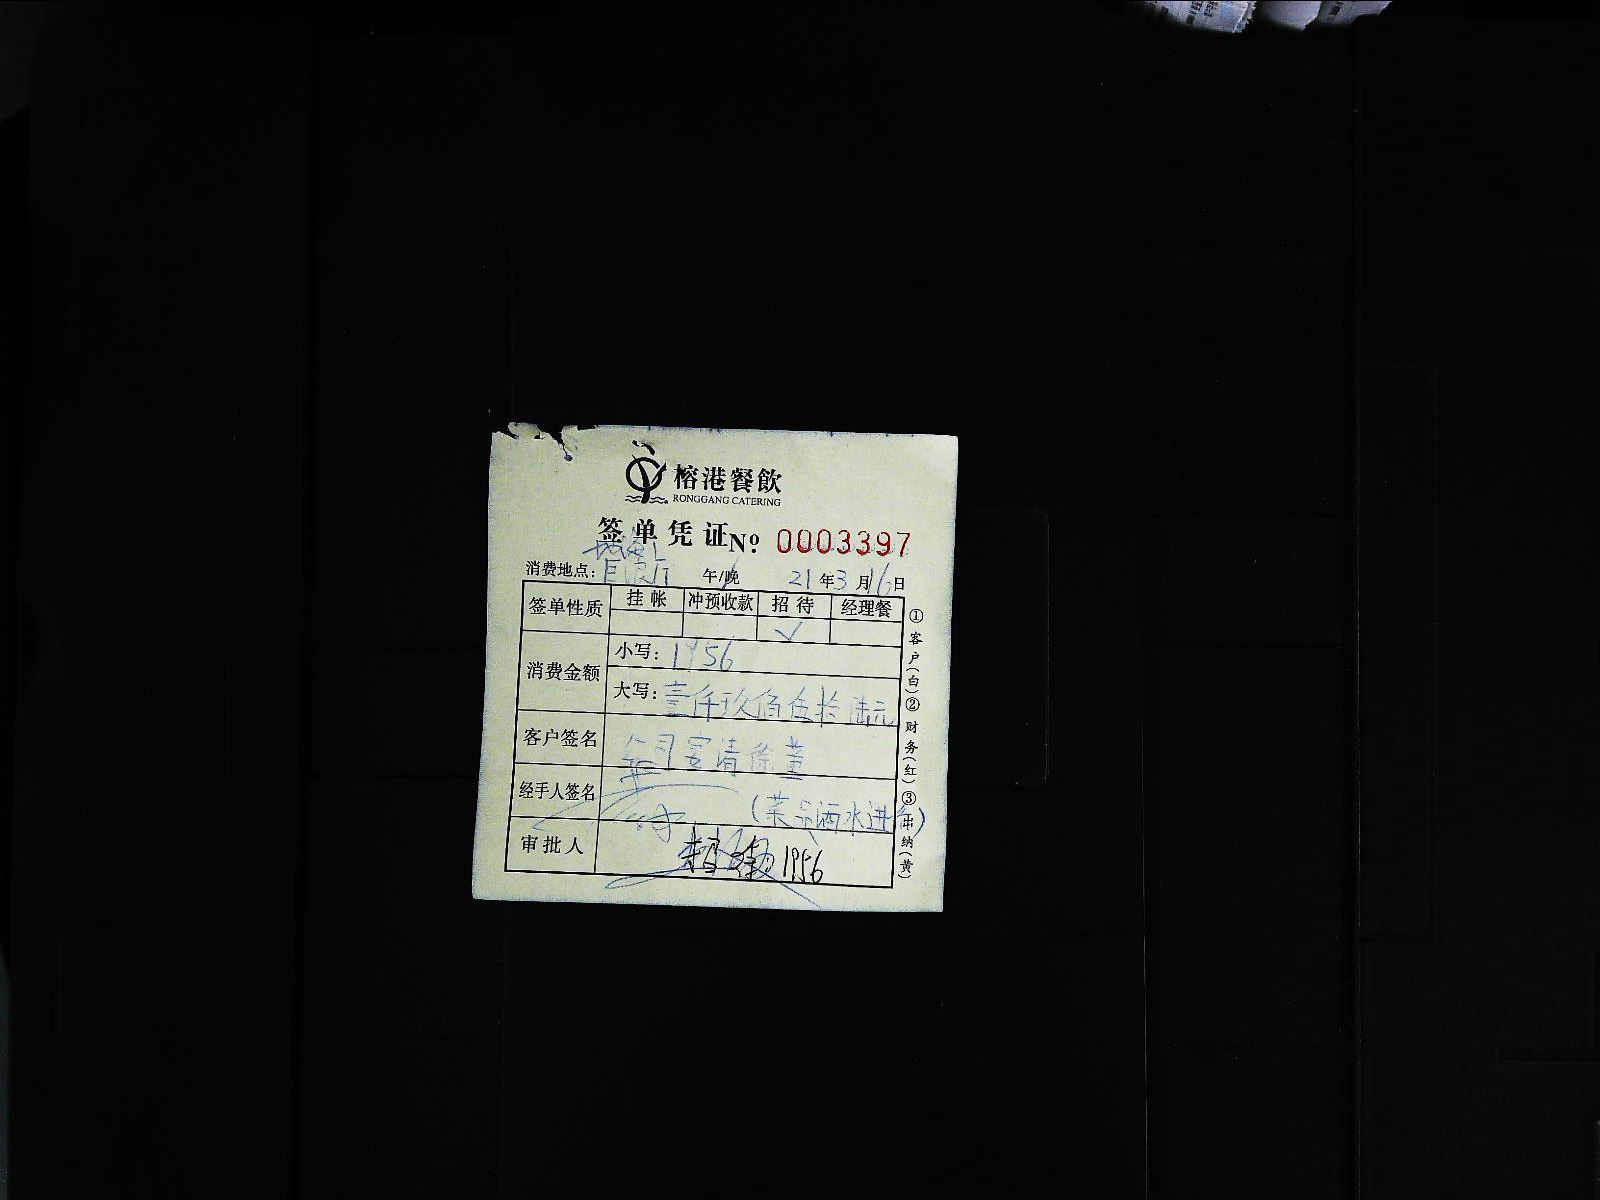 榕港餐飲
RONGGANG CATERING
签单凭证 Nº 0003397
消费地点: 午/晚 21年3月16日
签单性质 挂帐 冲预收款 招待 经理餐
√
消费金额 小写: 1956
大写: 壹仟玖佰伍拾陆元
客户签名 公司宴请徐董
经手人签名 (菜品酒水进
审批人 1956
①客户(白)②财务(红)③出纳(黄)